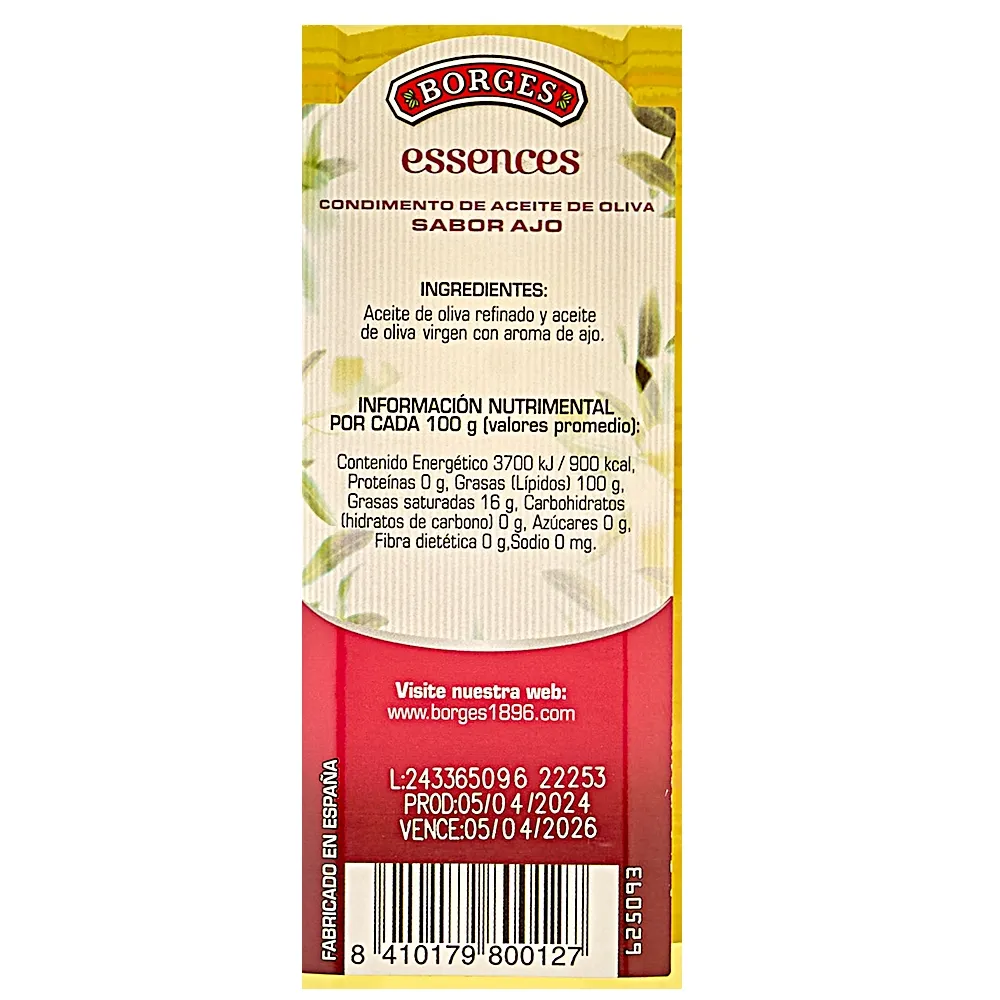 BORGES
essences
CONDIMENTO DE ACEITE DE OLIVA
SABOR AJO
INGREDIENTES:
Aceite de oliva refinado y aceite
de oliva virgen con aroma de ajo.
INFORMACIÓN NUTRIMENTAL
POR CADA 100 g (valores promedio):
Contenido Energético 3700 kJ / 900 kcal,
Proteínas 0 g, Grasas (Lípidos) 100 g,
Grasas saturadas 16 g, Carbohidratos
(hidratos de carbono) 0 g, Azúcares 0 g,
Fibra dietética 0 g,Sodio 0 mg.
Visite nuestra web:
www.borges1896.com
L:243365096 22253
PROD:05/04/2024
VENCE:05/04/2026
FABRICADO EN ESPAÑA
8 410179 800127
625093